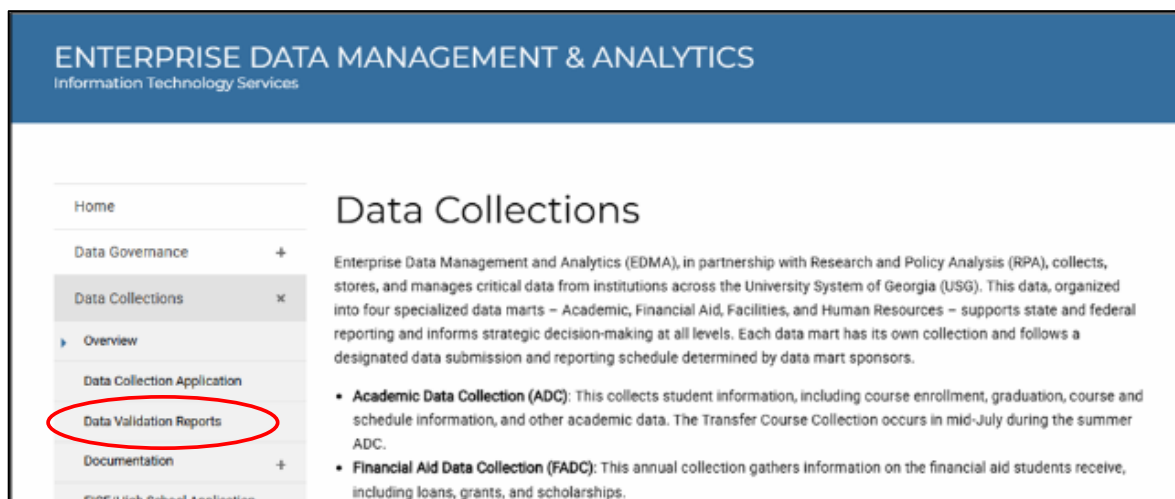 ENTERPRISE DATA MANAGEMENT & ANALYTICS
Information Technology Services
Home
Data Governance +
Data Collections ×
Overview
Data Collection Application
Data Validation Reports
Documentation +
Data Collections
Enterprise Data Management and Analytics (EDMA), in partnership with Research and Policy Analysis (RPA), collects,
stores, and manages critical data from institutions across the University System of Georgia (USG). This data, organized
into four specialized data marts – Academic, Financial Aid, Facilities, and Human Resources – supports state and federal
reporting and informs strategic decision-making at all levels. Each data mart has its own collection and follows a
designated data submission and reporting schedule determined by data mart sponsors.
• Academic Data Collection (ADC): This collects student information, including course enrollment, graduation, course and
schedule information, and other academic data. The Transfer Course Collection occurs in mid-July during the summer
ADC.
• Financial Aid Data Collection (FADC): This annual collection gathers information on the financial aid students receive,
including loans, grants, and scholarships.